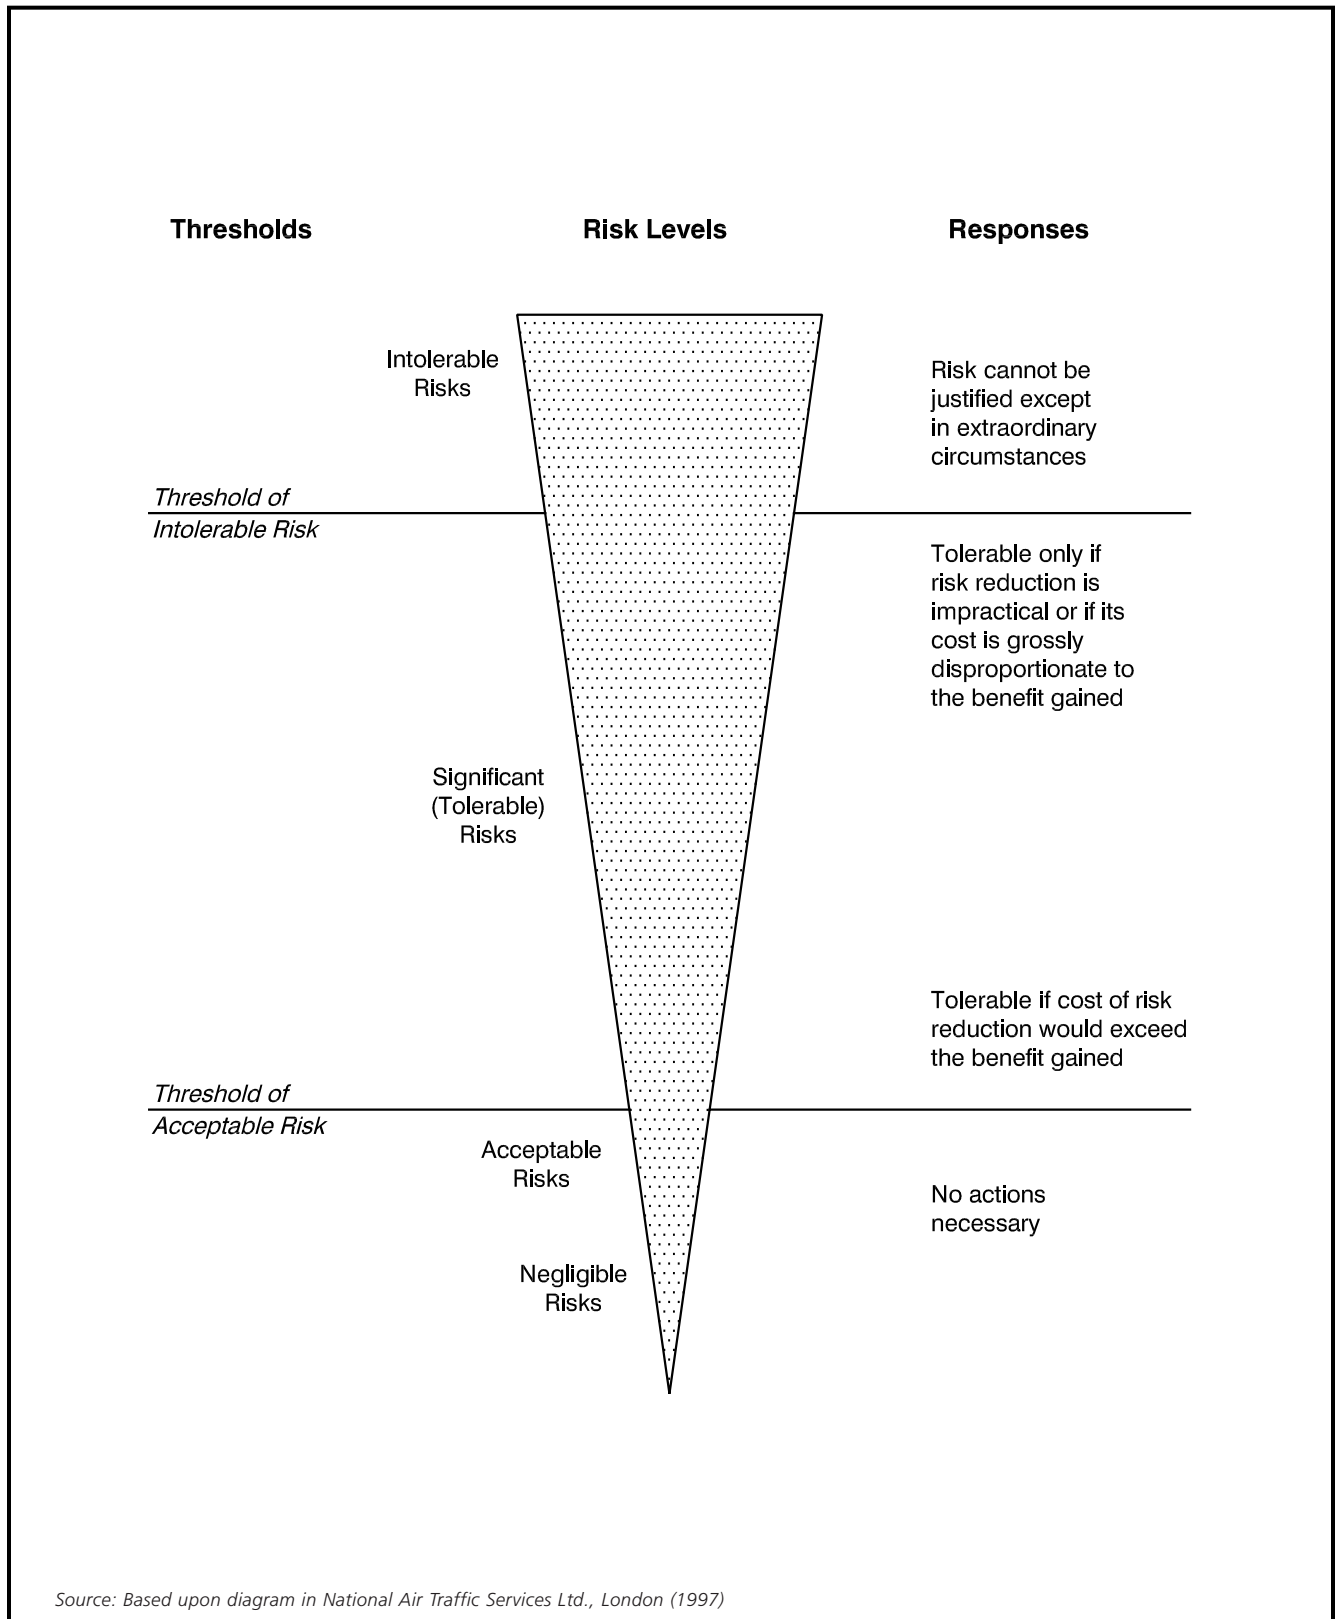 Thresholds
Risk Levels
Responses
Intolerable
Risks
Risk cannot be
justified except
in extraordinary
circumstances
Threshold of
Intolerable Risk
Tolerable only if
risk reduction is
impractical or if its
cost is grossly
disproportionate to
the benefit gained
Significant
(Tolerable)
Risks
Tolerable if cost of risk
reduction would exceed
the benefit gained
Threshold of
Acceptable Risk
Acceptable
Risks
No actions
necessary
Negligible
Risks
Source: Based upon diagram in National Air Traffic Services Ltd., London (1997)